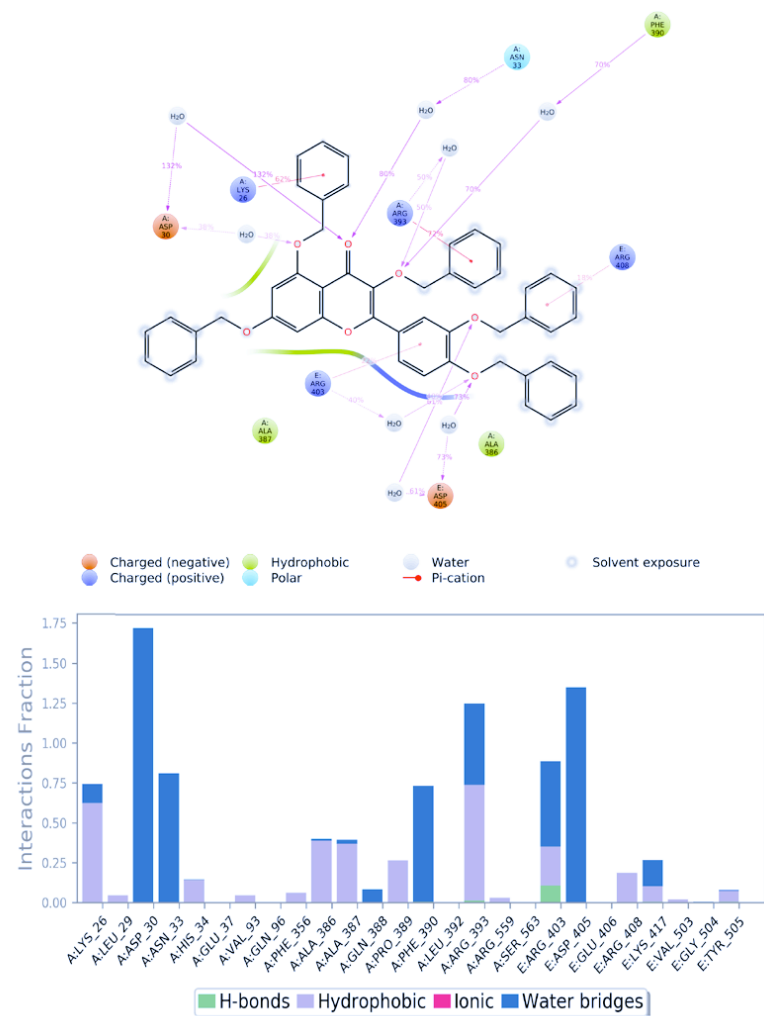 A:
PHE
390
A:
ASN
33
70%
80%
H₂O
H₂O
H₂O
H₂O
132%
132%
62%
A:
LYS
26
80%
50%
50%
70%
A:
ARG
393
72%
A:
ASP
30
H₂O
O
O
O
E:
ARG
408
O
O
O
O
E:
ARG
403
H₂O
H₂O
73%
A:
ALA
387
A:
ALA
386
73%
H₂O
61%
E:
ASP
405
Charged (negative)
Hydrophobic
Water
Solvent exposure
Charged (positive)
Polar
Pi-cation
Interactions Fraction
1.75
1.50
1.25
1.00
0.75
0.50
0.25
0.00
A:LYS_26
A:LEU_29
A:ASP_30
A:ASN_33
A:HIS_34
A:GLU_37
A:VAL_93
A:GLN_96
A:PHE_356
A:ALA_386
A:ALA_387
A:GLN_388
A:PRO_389
A:PHE_390
A:LEU_392
A:ARG_393
A:ARG_559
A:SER_563
E:ARG_403
E:ASP_405
E:GLU_406
E:ARG_408
E:LYS_417
E:VAL_503
E:GLY_504
E:TYR_505
H-bonds
Hydrophobic
Ionic
Water bridges